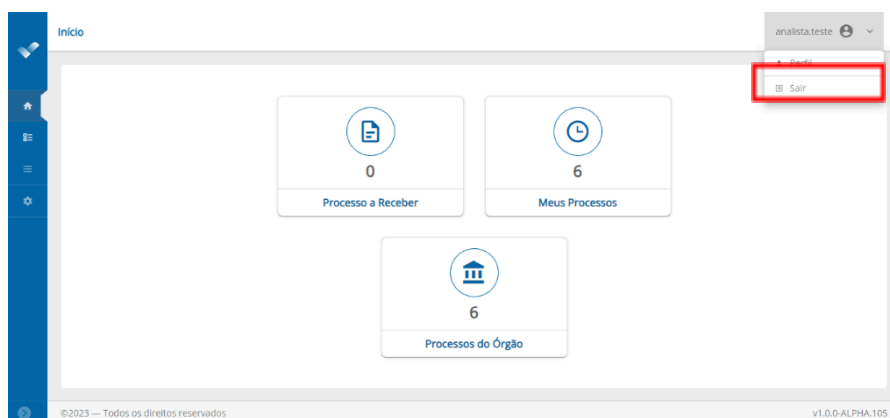 Início
analista.teste
Perfil
Sair
0
6
Processo a Receber
Meus Processos
6
Processos do Órgão
©2023 — Todos os direitos reservados
v1.0.0-ALPHA.105